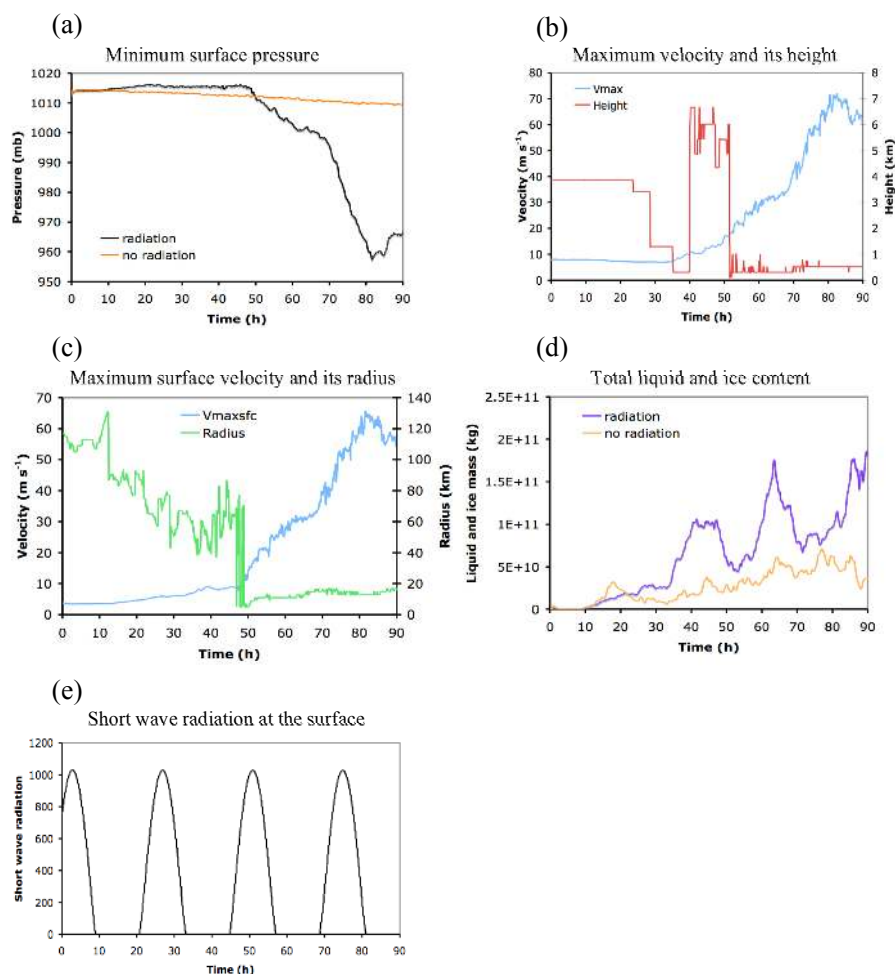 (a)
Minimum surface pressure
1020
1010
1000
990
980
970
960
950
Pressure (mb)
radiation
no radiation
0 10 20 30 40 50 60 70 80 90
Time (h)
(b)
Maximum velocity and its height
80
70
60
50
40
30
20
10
0
Veocity (m s⁻¹)
Vmax
Height
8
7
6
5
4
3
2
1
0
Height (km)
0 10 20 30 40 50 60 70 80 90
Time (h)
(c)
Maximum surface velocity and its radius
70
60
50
40
30
20
10
0
Velocity (m s⁻¹)
Vmaxsfc
Radius
140
120
100
80
60
40
20
0
Radius (km)
0 10 20 30 40 50 60 70 80 90
Time (h)
(d)
Total liquid and ice content
2.5E+11
2E+11
1.5E+11
1E+11
5E+10
0
Liquid and ice mass (kg)
radiation
no radiation
0 10 20 30 40 50 60 70 80 90
Time (h)
(e)
Short wave radiation at the surface
1200
1000
800
600
400
200
0
Short wave radiation
0 10 20 30 40 50 60 70 80 90
Time (h)